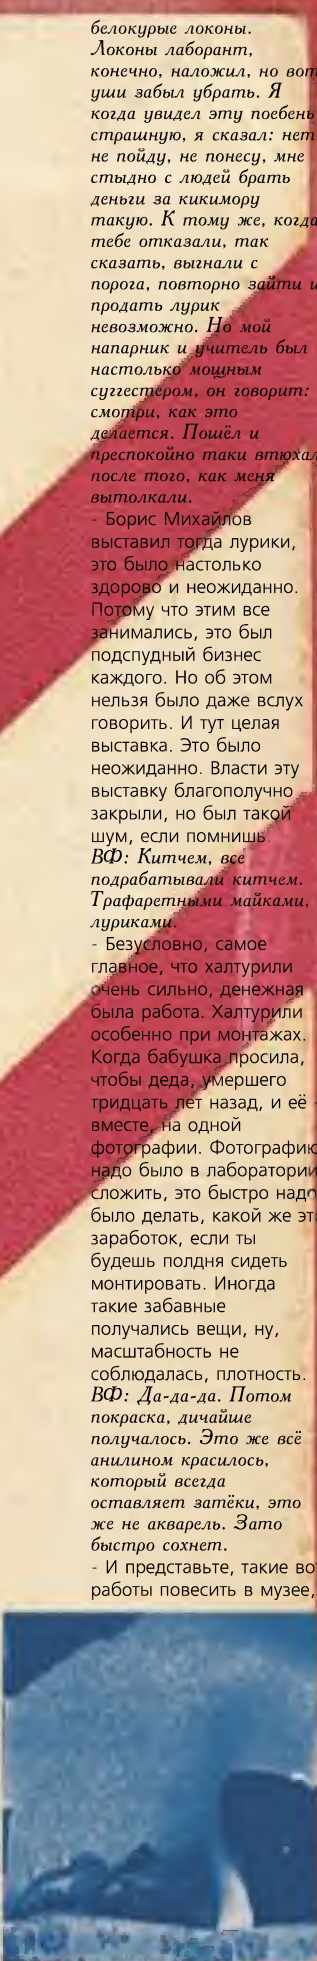 белокурые локоны.
Локоны лаборант,
конечно, наложил, но вот
уши забыл убрать. Я
когда увидел эту поебень
страшную, я сказал: нет
не пойду, не понесу, мне
стыдно с людей брать
деньги за кикимору
такую. К тому же, когда
тебе отказали, так
сказать, выгнали с
порога, повторно зайти и
продать лурик
невозможно. Но мой
напарник и учитель был
настолько мощным
суггестером, он говорит:
смотри, как это
делается. Пошёл и
преспокойно таки втюхал
после того, как меня
вытолкали.
- Борис Михайлов
выставил тогда лурики,
это было настолько
здорово и неожиданно.
Потому что этим все
занимались, это был
подспудный бизнес
каждого. Но об этом
нельзя было даже вслух
говорить. И тут целая
выставка. Это было
неожиданно. Власти эту
выставку благополучно
закрыли, но был такой
шум, если помнишь.
ВФ: Китчем, все
подрабатывали китчем.
Трафаретными майками,
луриками.
- Безусловно, самое
главное, что халтурили
очень сильно, денежная
была работа. Халтурили
особенно при монтажах.
Когда бабушка просила,
чтобы деда, умершего
тридцать лет назад, и её -
вместе, на одной
фотографии. Фотографию
надо было в лаборатории
сложить, это быстро надо
было делать, какой же это
заработок, если ты
будешь полдня сидеть
монтировать. Иногда
такие забавные
получались вещи, ну,
масштабность не
соблюдалась, плотность.
ВФ: Да-да-да. Потом
покраска, дичайше
получалось. Это же всё
анилином красилось,
который всегда
оставляет затёки, это
же не акварель. Зато
быстро сохнет.
- И представьте, такие вот
работы повесить в музее,